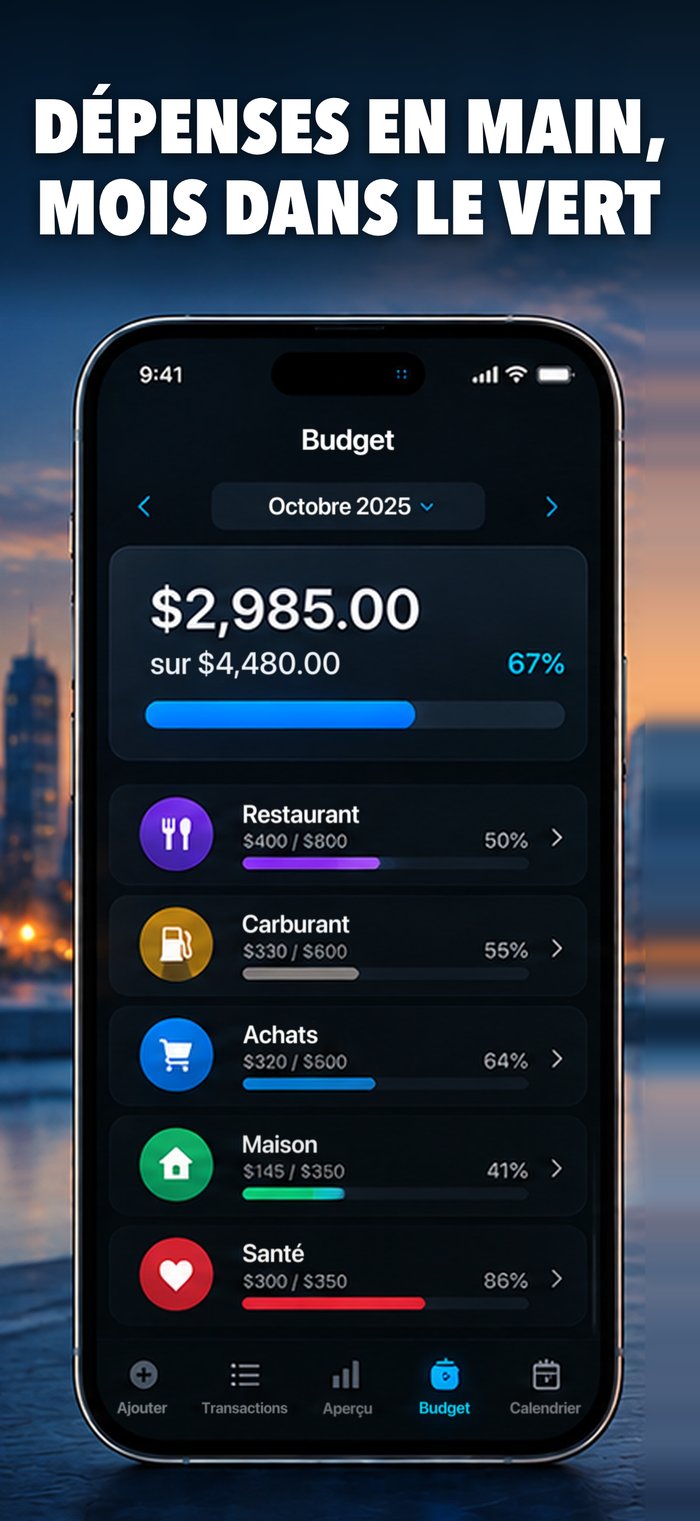 DÉPENSES EN MAIN,
MOIS DANS LE VERT
9:41
Budget
Octobre 2025
$2,985.00
sur $4,480.00
67%
Restaurant
$400 / $800
50%
Carburant
$330 / $600
55%
Achats
$320 / $600
64%
Maison
$145 / $350
41%
Santé
$300 / $350
86%
Ajouter
Transactions
Aperçu
Budget
Calendrier